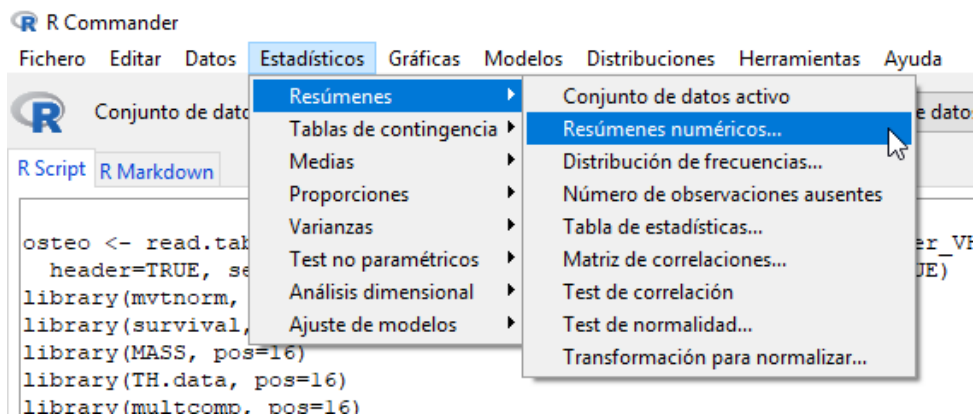 R Commander
Fichero Editar Datos Estadísticos Gráficas Modelos Distribuciones Herramientas Ayuda
R Conjunto de dato
Resúmenes
Tablas de contingencia
Medias
Proporciones
Varianzas
Test no paramétricos
Análisis dimensional
Ajuste de modelos
Conjunto de datos activo
Resúmenes numéricos...
Distribución de frecuencias...
Número de observaciones ausentes
Tabla de estadísticas...
Matriz de correlaciones...
Test de correlación
Test de normalidad...
Transformación para normalizar...
e datos
R Script R Markdown
osteo <- read.tab er_VH
header=TRUE, se UE)
library(mvtnorm,
library(survival,
library(MASS, pos=16)
library(TH.data, pos=16)
library(multcomp, pos=16)